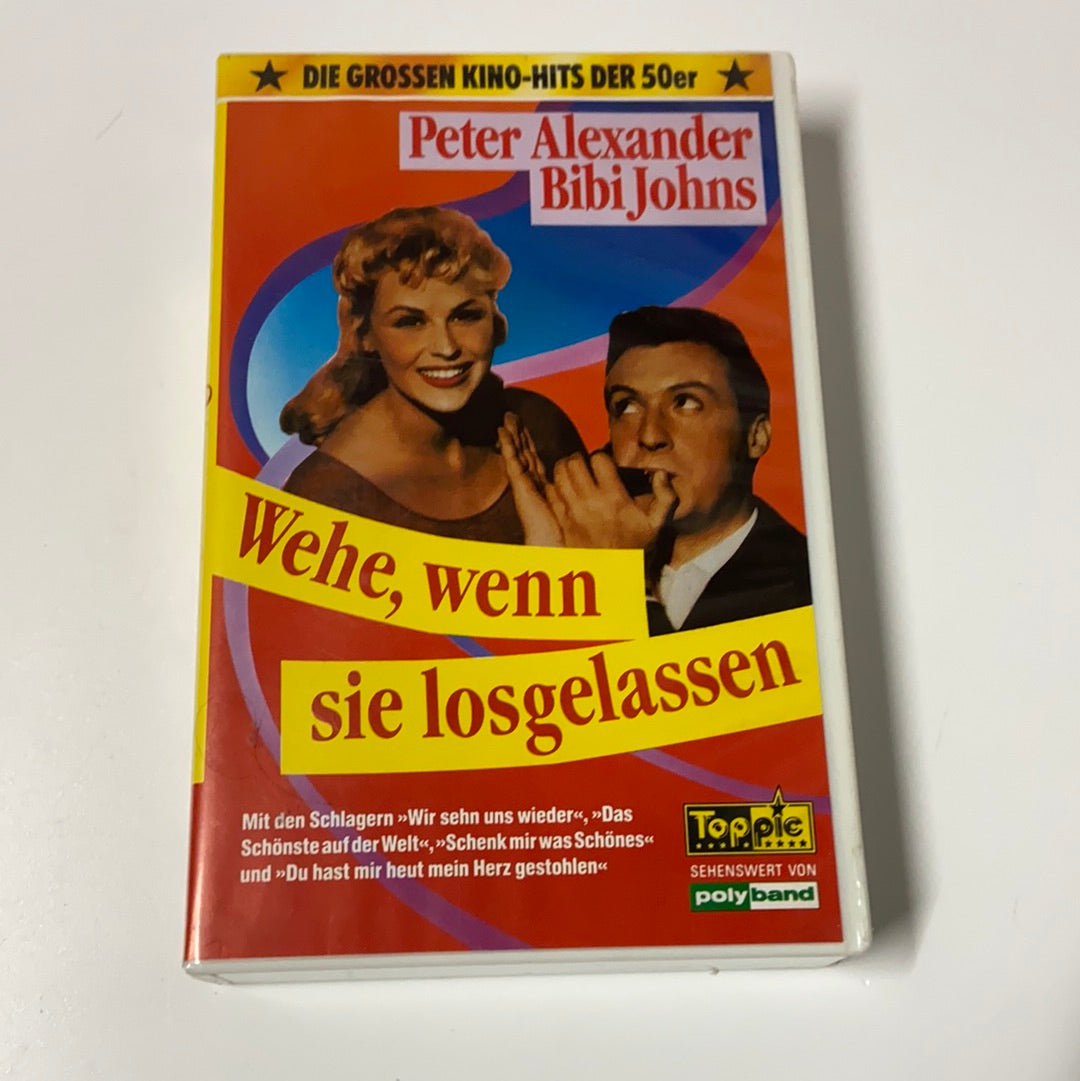 ★ DIE GROSSEN KINO-HITS DER 50er ★
Peter Alexander
Bibi Johns
Wehe, wenn
sie losgelassen
Mit den Schlagern »Wir sehn uns wieder«, »Das
Schönste auf der Welt«, »Schenk mir was Schönes«
und »Du hast mir heut mein Herz gestohlen«
Toppic
SEHENSWERT VON
polyband